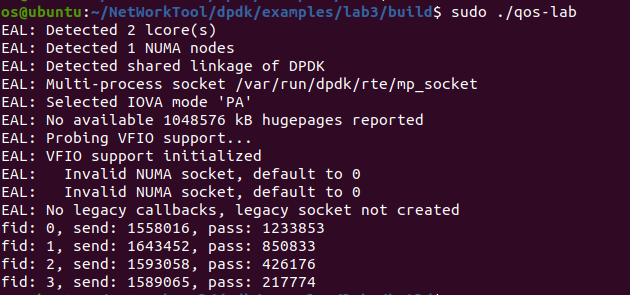 os@ubuntu:~/NetWorkTool/dpdk/examples/lab3/build$ sudo ./qos-lab
EAL: Detected 2 lcore(s)
EAL: Detected 1 NUMA nodes
EAL: Detected shared linkage of DPDK
EAL: Multi-process socket /var/run/dpdk/rte/mp_socket
EAL: Selected IOVA mode 'PA'
EAL: No available 1048576 kB hugepages reported
EAL: Probing VFIO support...
EAL: VFIO support initialized
EAL:   Invalid NUMA socket, default to 0
EAL:   Invalid NUMA socket, default to 0
EAL: No legacy callbacks, legacy socket not created
fid: 0, send: 1558016, pass: 1233853
fid: 1, send: 1643452, pass: 850833
fid: 2, send: 1593058, pass: 426176
fid: 3, send: 1589065, pass: 217774